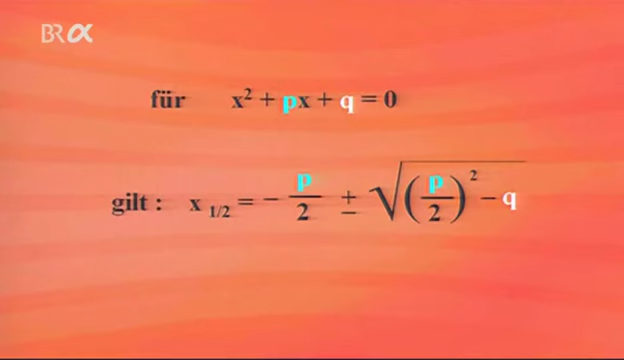 BRα
für x² + px + q = 0
gilt : x 1/2 = - p/2 ± √(p/2)² - q